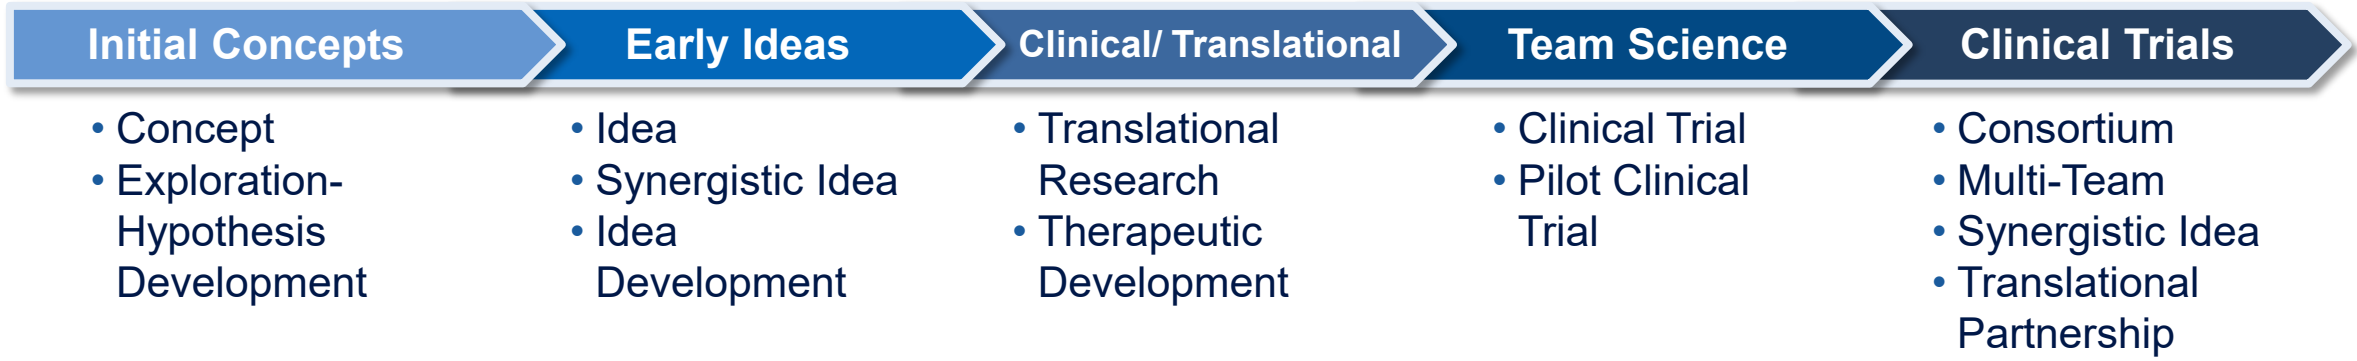 Initial Concepts
Early Ideas
Clinical/ Translational
Team Science
Clinical Trials
• Concept
• Exploration-
Hypothesis
Development
• Idea
• Synergistic Idea
• Idea
Development
• Translational
Research
• Therapeutic
Development
• Clinical Trial
• Pilot Clinical
Trial
• Consortium
• Multi-Team
• Synergistic Idea
• Translational
Partnership